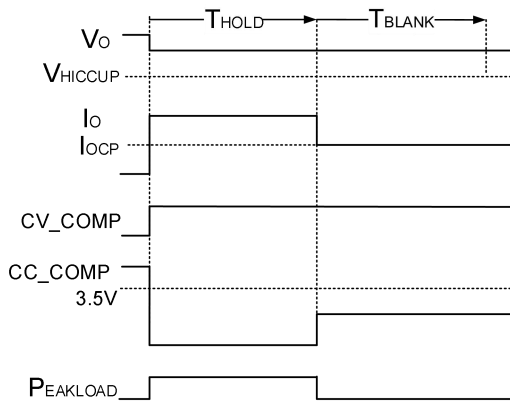 THOLD TBLANK
VO
VHICCUP
IO
IOCP
CV_COMP
CC_COMP
3.5V
PEAKLOAD